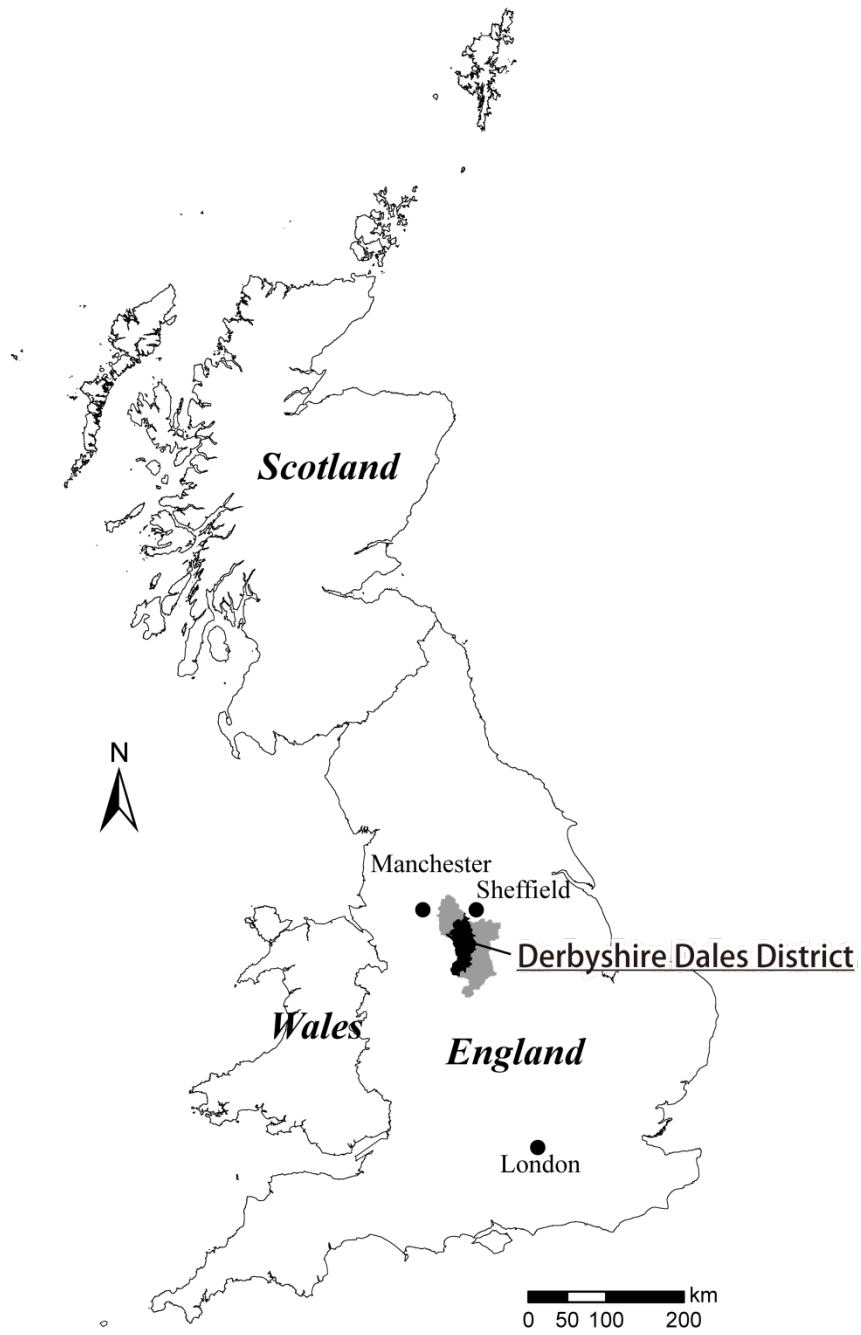 Scotland
N
Manchester
Sheffield
Derbyshire Dales District
Wales
England
London
km
0 50 100 200